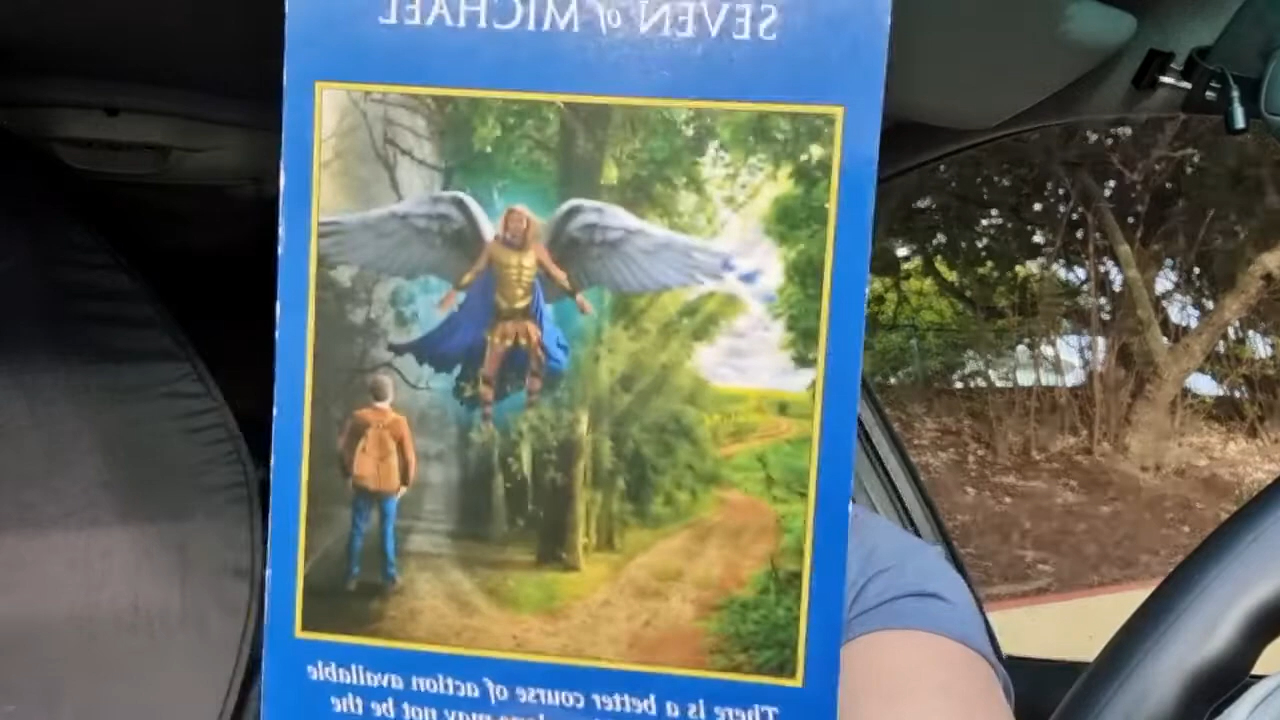 SEVEN of MICHAEL
There is a better course of action available
may not be the